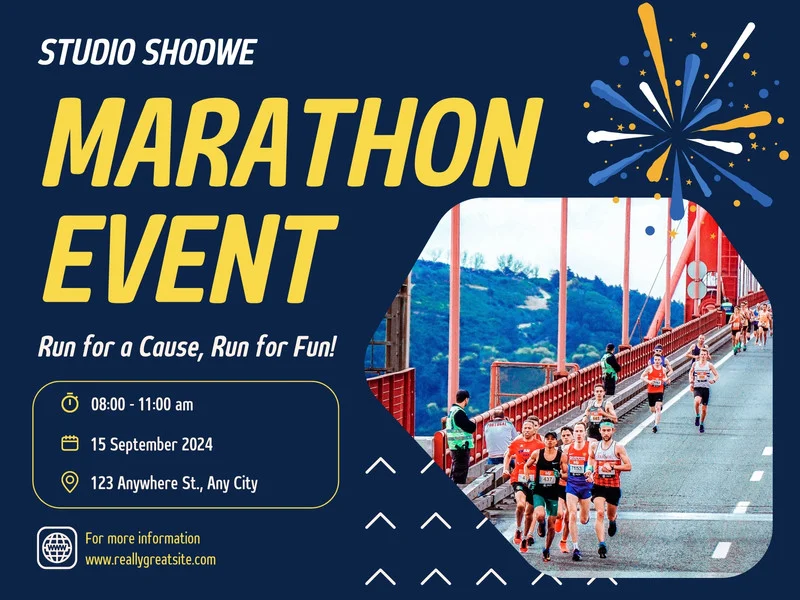 STUDIO SHODWE
MARATHON
EVENT
Run for a Cause, Run for Fun!
08:00 - 11:00 am
15 September 2024
123 Anywhere St., Any City
For more information
www.reallygreatsite.com